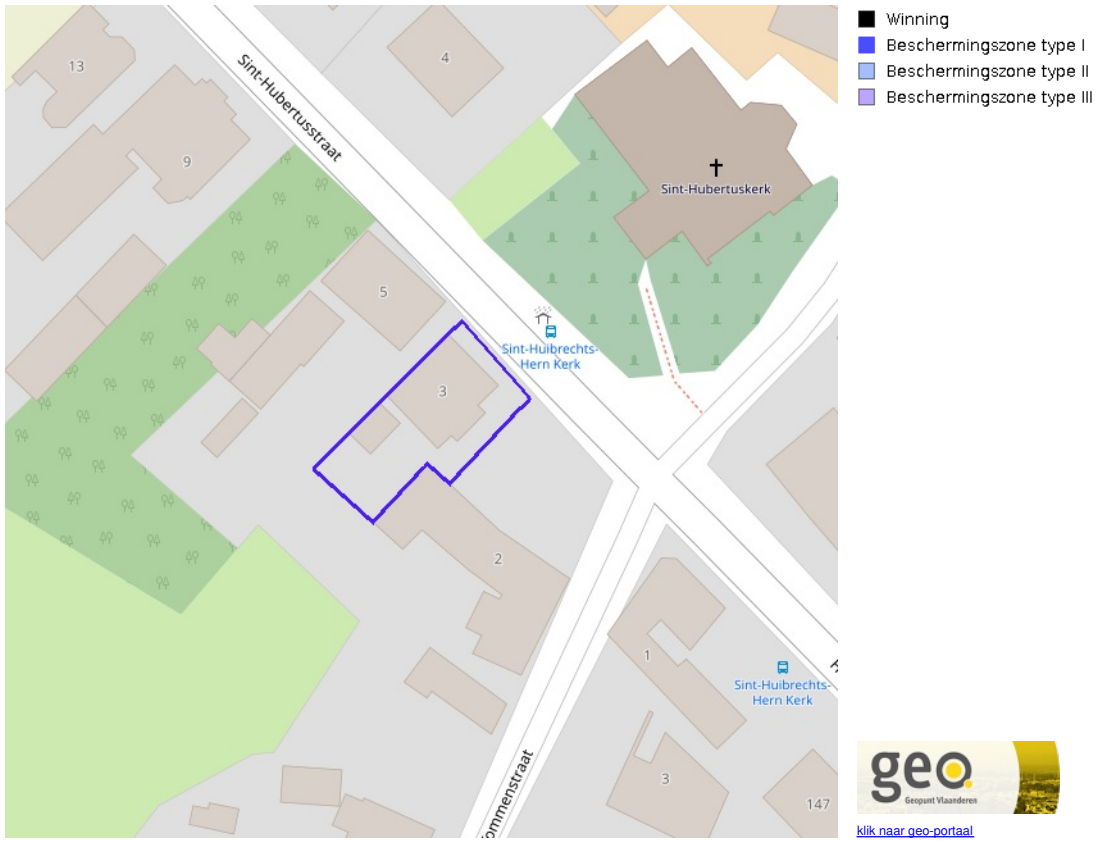 13
Sint-Hubertusstraat
4
9
Sint-Hubertuskerk
5
Sint-Huibrechts-
Hern Kerk
3
2
1
Sint-Huibrechts-
Hern Kerk
ommenstraat
3
147
Winning
Beschermingszone type I
Beschermingszone type II
Beschermingszone type III
geo.
Geopunt Vlaanderen
klik naar geo-portaal